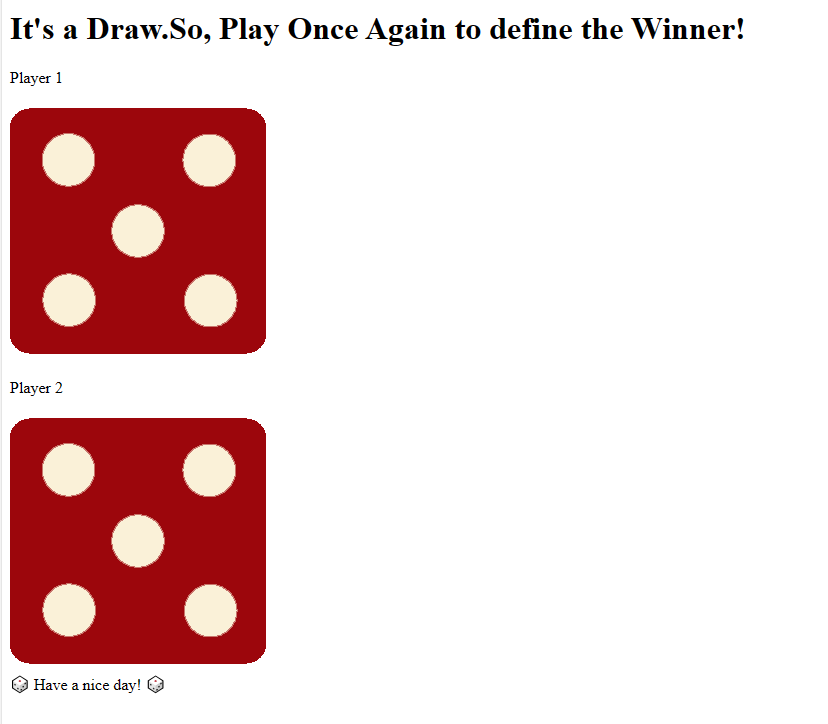 It's a Draw.So, Play Once Again to define the Winner!
Player 1
Player 2
🎲 Have a nice day! 🎲